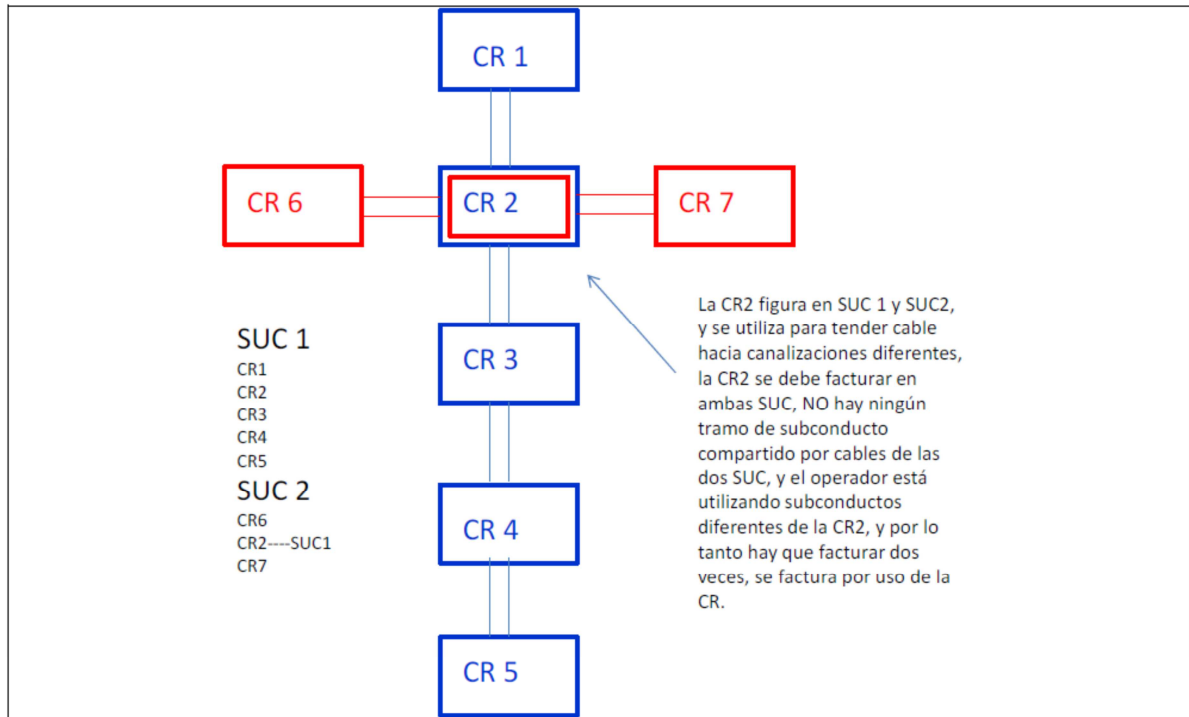 CR 1
CR 6
CR 2
CR 7
CR 3
CR 4
CR 5
SUC 1
CR1
CR2
CR3
CR4
CR5
SUC 2
CR6
CR2----SUC1
CR7
La CR2 figura en SUC 1 y SUC2,
y se utiliza para tender cable
hacia canalizaciones diferentes,
la CR2 se debe facturar en
ambas SUC, NO hay ningún
tramo de subconducto
compartido por cables de las
dos SUC, y el operador está
utilizando subconductos
diferentes de la CR2, y por lo
tanto hay que facturar dos
veces, se factura por uso de la
CR.